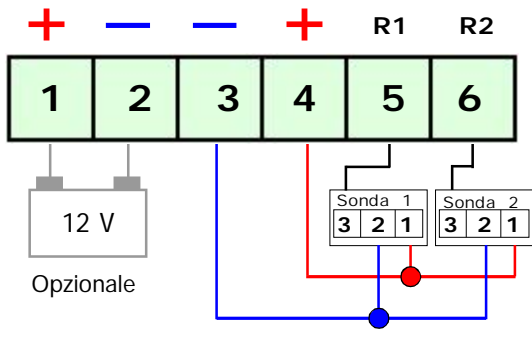 + — — + R1 R2
1 2 3 4 5 6
Sonda 1 Sonda 2
3 2 1 3 2 1
12 V
Opzionale